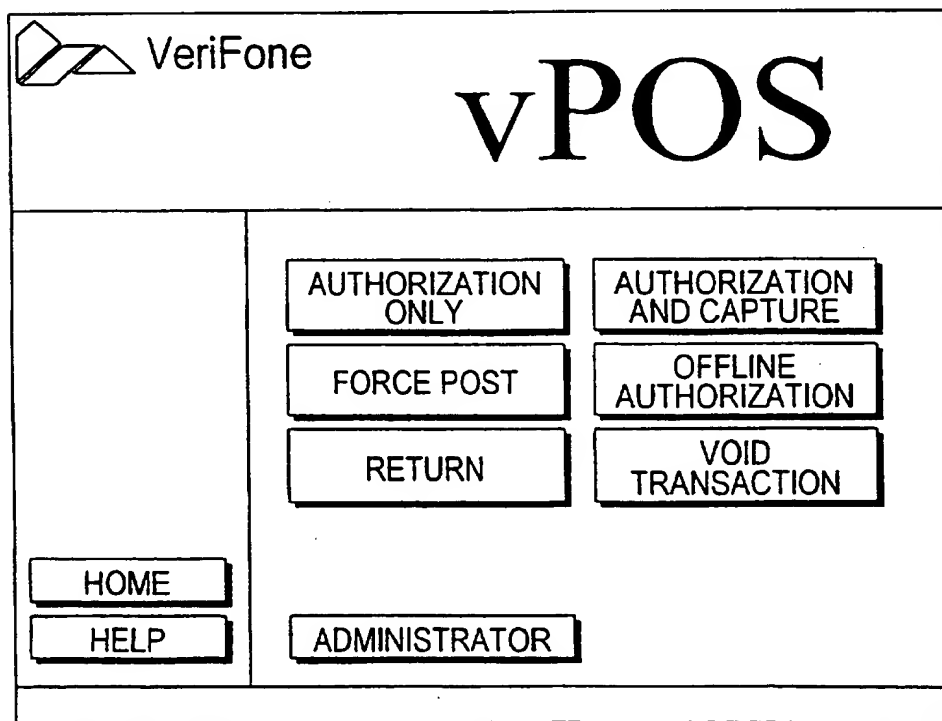 VeriFone
vPOS
AUTHORIZATION
ONLY
AUTHORIZATION
AND CAPTURE
FORCE POST
OFFLINE
AUTHORIZATION
RETURN
VOID
TRANSACTION
HOME
HELP
ADMINISTRATOR